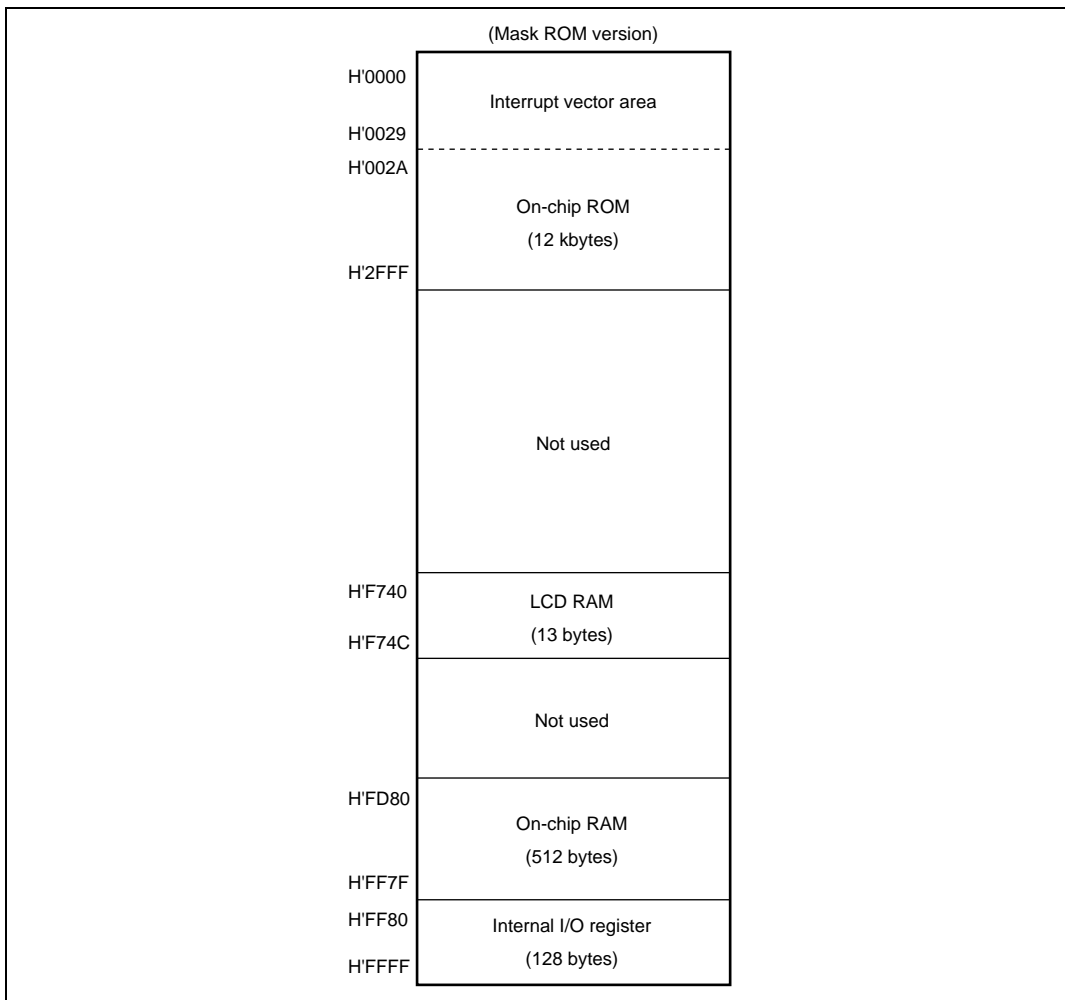 (Mask ROM version)
H'0000
Interrupt vector area
H'0029
H'002A
On-chip ROM
(12 kbytes)
H'2FFF
Not used
H'F740
LCD RAM
(13 bytes)
H'F74C
Not used
H'FD80
On-chip RAM
(512 bytes)
H'FF7F
H'FF80
Internal I/O register
(128 bytes)
H'FFFF